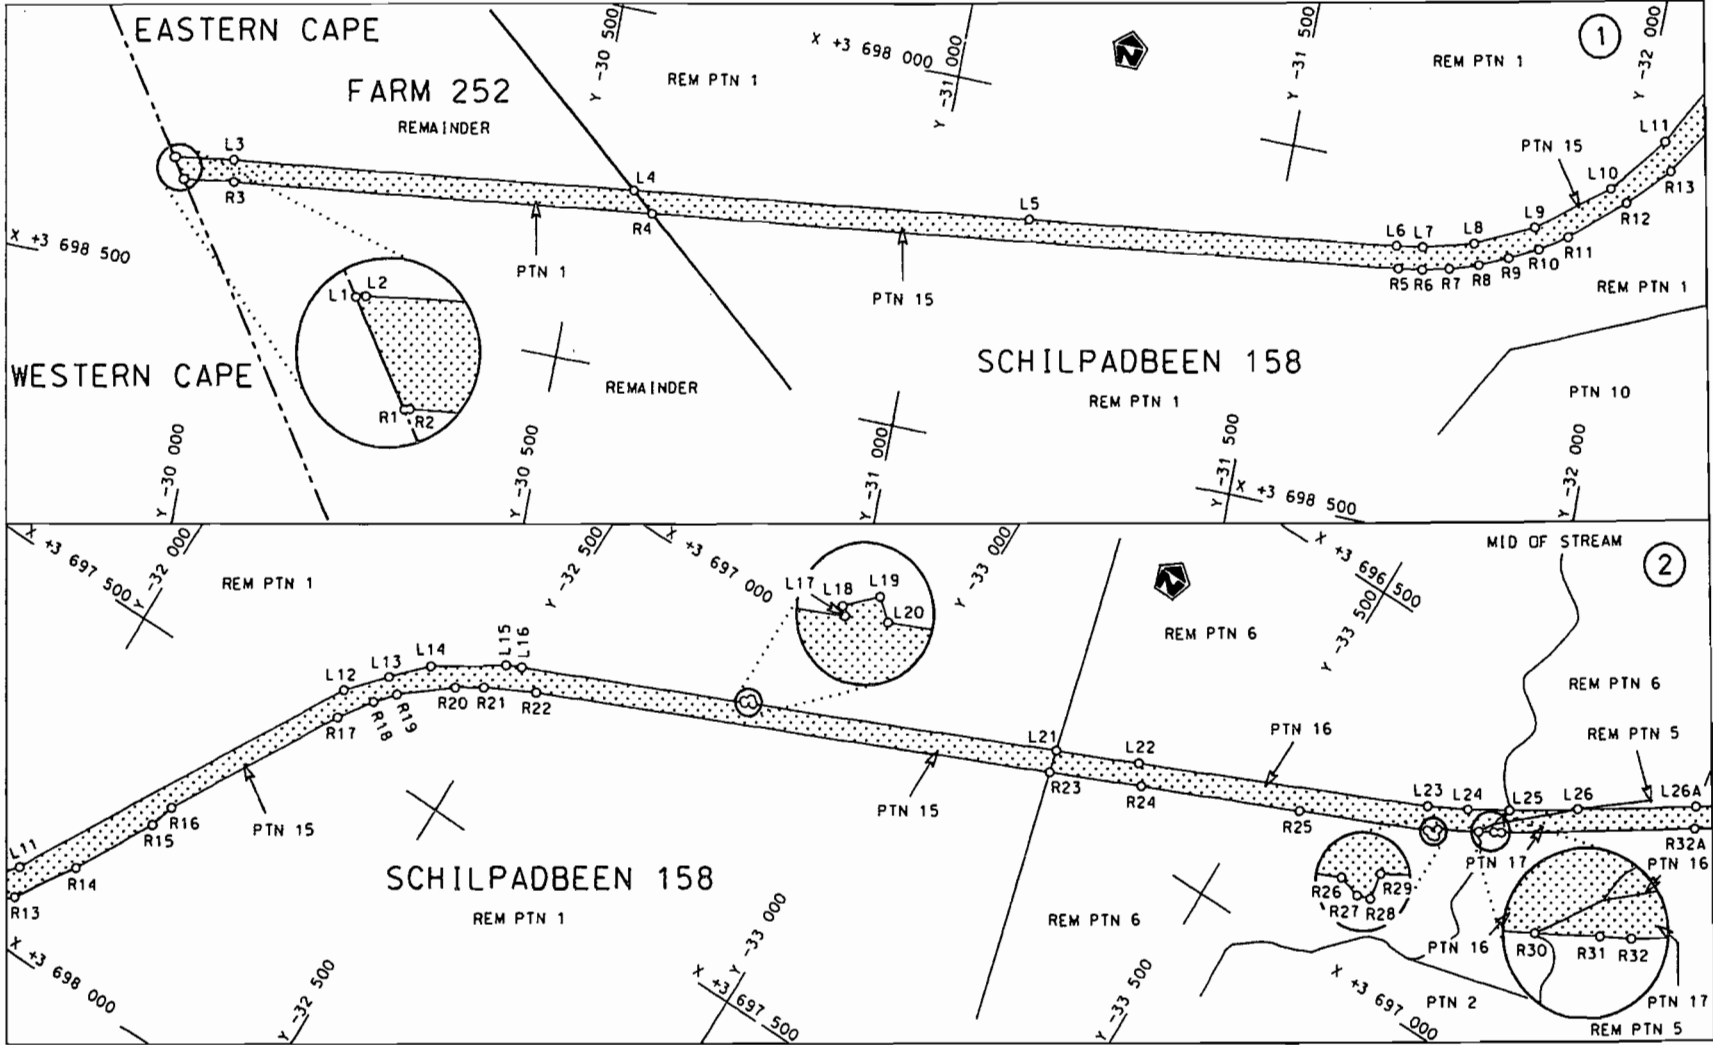 EASTERN CAPE
FARM 252
REMAINDER
Y -30 500
REM PTN 1
X +3 698 000
Y -31 000
Y -31 500
REM PTN 1
Y -32 000
1
L3
R3
L4
R4
L5
PTN 15
L6 L7 L8 L9 L10 L11
R5 R6 R7 R8 R9 R10 R11 R12 R13
X +3 698 500
PTN 1
PTN 15
REM PTN 1
L1 L2
R1 R2
WESTERN CAPE
REMAINDER
SCHILPADBEEN 158
REM PTN 1
PTN 10
Y -30 000
Y -30 500
Y -31 000
Y -31 500
X +3 698 500
Y -32 000
X +3 697 500
Y -32 000
REM PTN 1
Y -32 500
X +3 697 000
L17 L18 L19
L20
Y -33 000
X +3 696 500
Y -33 500
MID OF STREAM
2
REM PTN 6
REM PTN 6
REM PTN 5
L11
L12
L13
L14
L15
L16
L21
L22
PTN 16
L23 L24 L25 L26 L26A
R13
R14
R15
R16
R17
R18
R19
R20 R21 R22
R23
R24
R25
R32A
PTN 15
PTN 15
PTN 17
PTN 16
R26
R27
R28
R29
SCHILPADBEEN 158
REM PTN 1
REM PTN 6
PTN 16
R30 R31 R32
X +3 698 000
Y -32 500
Y -33 000
X +3 697 500
Y -33 500
X +3 697 000
PTN 2
PTN 17
REM PTN 5